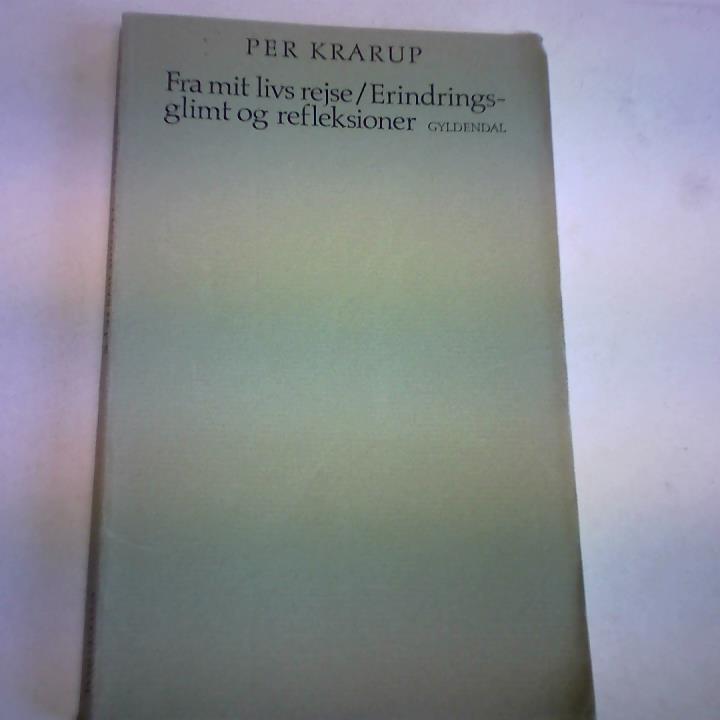 PER KRARUP
Fra mit livs rejse/Erindrings-
glimt og refleksioner GYLDENDAL